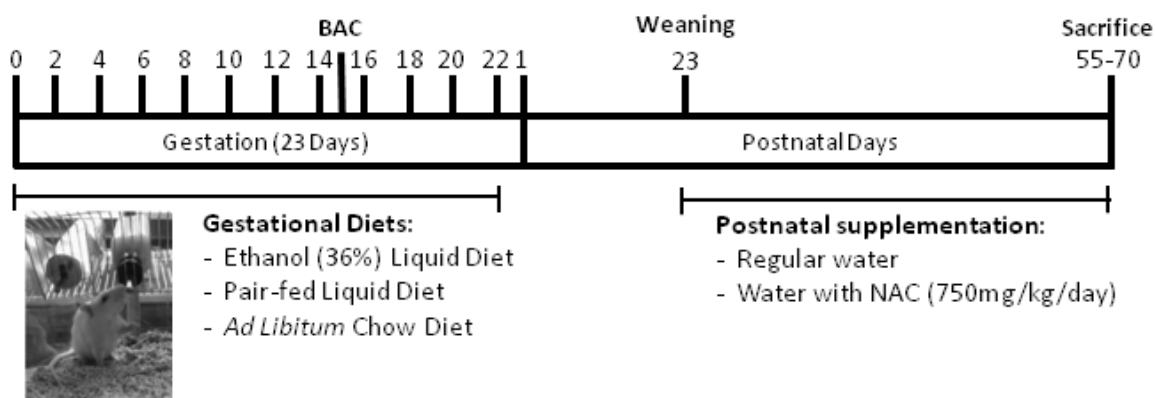 BAC
Weaning
Sacrifice
0 2 4 6 8 10 12 14 16 18 20 22 1 23 55-70
Gestation (23 Days)
Postnatal Days
Gestational Diets:
- Ethanol (36%) Liquid Diet
- Pair-fed Liquid Diet
- Ad Libitum Chow Diet
Postnatal supplementation:
- Regular water
- Water with NAC (750mg/kg/day)